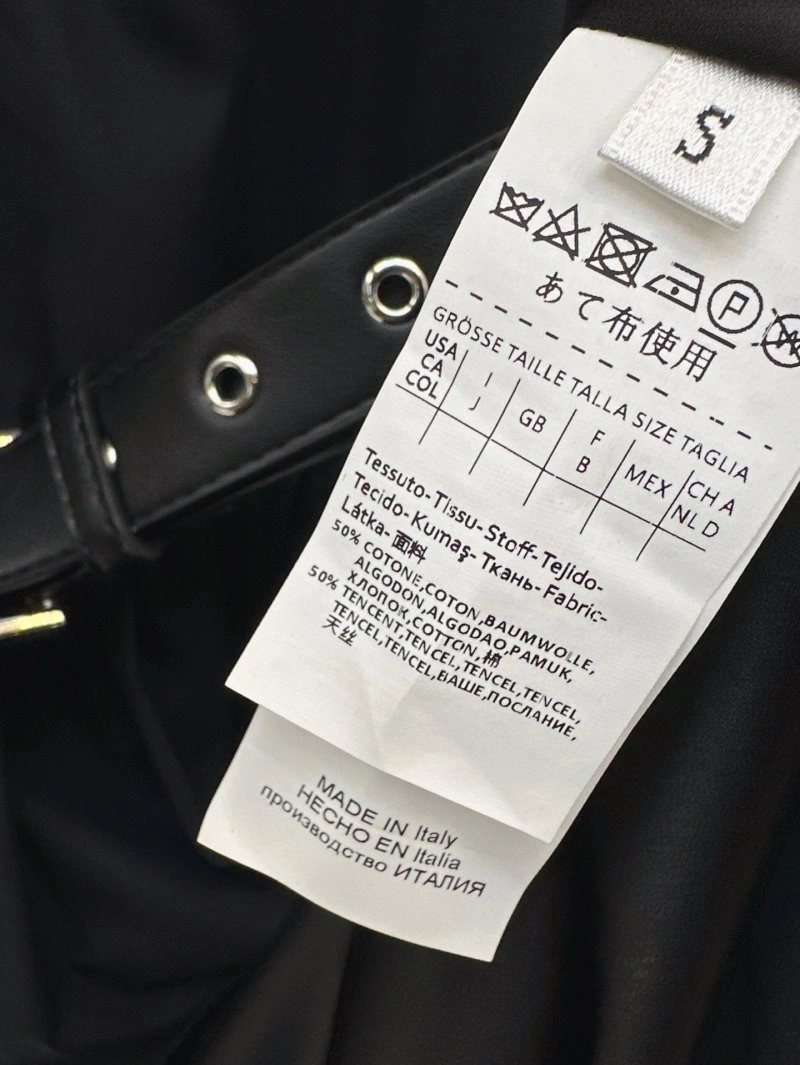 S
P
W
あて布使用
GRÖSSE TAILLE TALLA SIZE TAGLIA
USA CA COL
I J
GB
F B
MEX
CH A NL D
Tessuto-Tissu-Stoff-Tejido-
Tecido-Kumaş-Ткань-Fabric-
Látka-面料
50% COTONE,COTON,BAUMWOLLE,
ALGODON,ALGODAO,PAMUK,
ХЛОПОК,COTTON,棉
50% TENCENT,TENCEL,TENCEL,TENCEL,
TENCEL,TENCEL,ВАШЕ,ПОСЛАНИЕ,
天丝
MADE IN Italy
HECHO EN Italia
производство ИТАЛИЯ